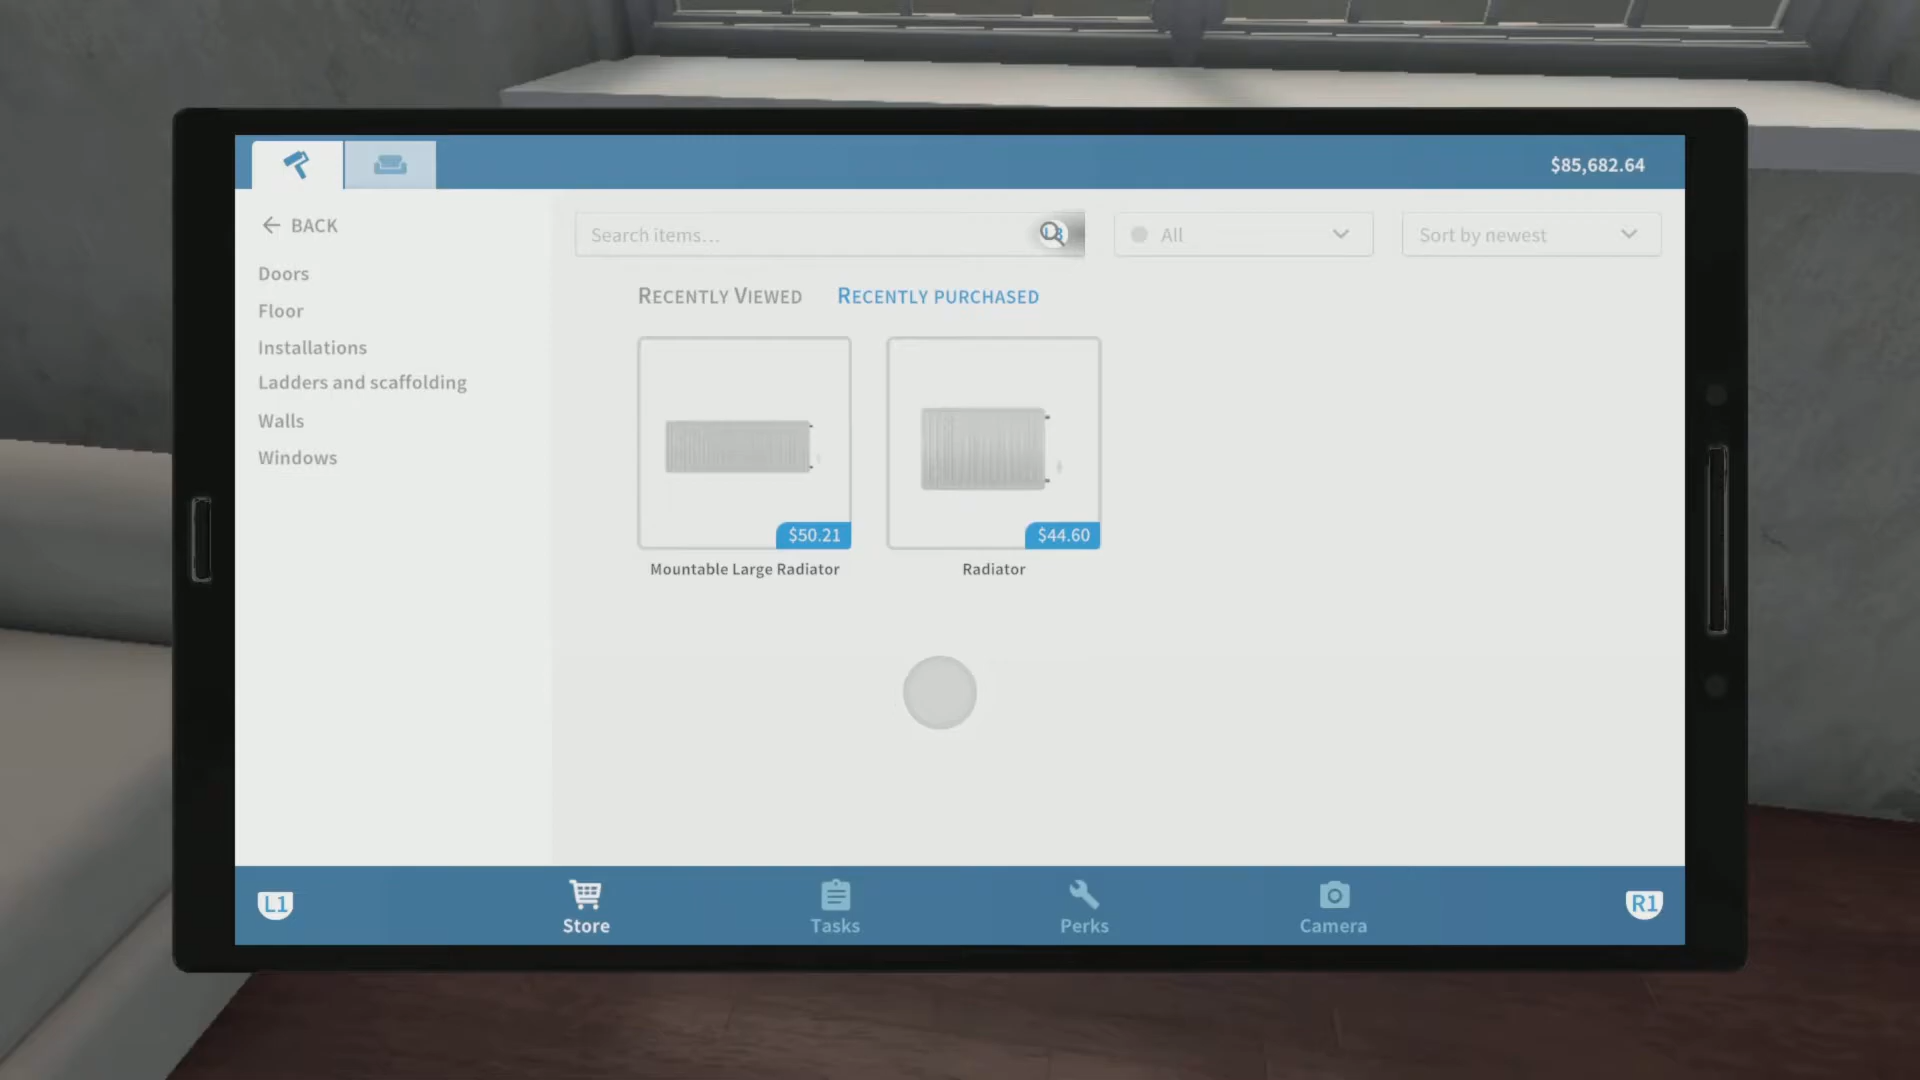 $85,682.64
BACK
Search items...
All
Sort by newest
Doors
Floor
Installations
Ladders and scaffolding
Walls
Windows
RECENTLY VIEWED
RECENTLY PURCHASED
$50.21
$44.60
Mountable Large Radiator
Radiator
L1
Store
Tasks
Perks
Camera
R1